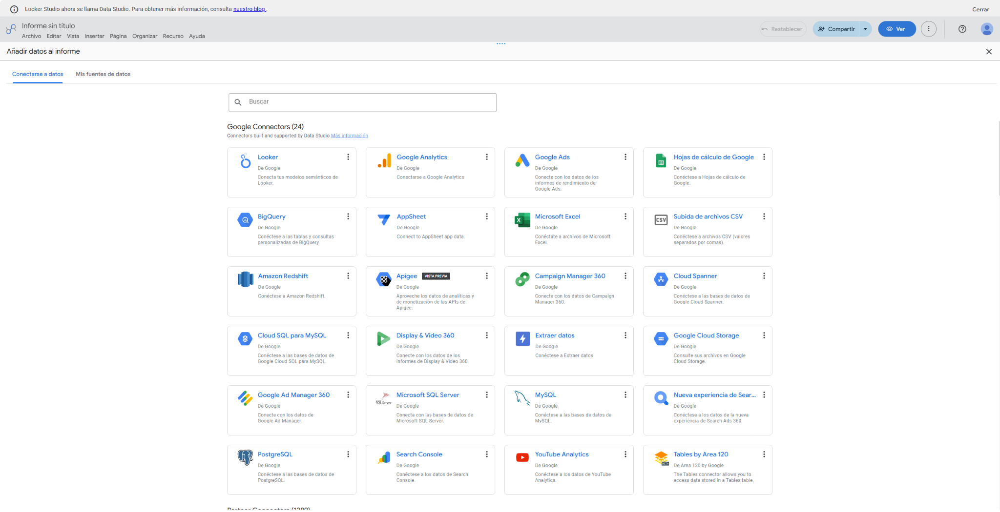 Looker Studio ahora se llama Data Studio. Para obtener más información, consulta nuestro blog.
Cerrar
Informe sin título
Archivo Editar Vista Insertar Página Organizar Recurso Ayuda
Restablecer
Compartir
Ver
Añadir datos al informe
Conectarse a datos
Mis fuentes de datos
Buscar
Google Connectors (24)
Connectors built and supported by Data Studio Más información
Looker
De Google
Conecta tus modelos semánticos de
Looker.
Google Analytics
De Google
Conectarse a Google Analytics
Google Ads
De Google
Conecte con los datos de los
informes de rendimiento de
Google Ads.
Hojas de cálculo de Google
De Google
Conéctese a Hojas de cálculo de
Google.
BigQuery
De Google
Conéctese a las tablas y consultas
personalizadas de BigQuery.
AppSheet
De Google
Connect to AppSheet app data.
X
Microsoft Excel
De Google
Conéctate a archivos de Microsoft
Excel.
CSV
Subida de archivos CSV
De Google
Conéctese a archivos CSV (valores
separados por comas).
Amazon Redshift
De Google
Conéctese a Amazon Redshift.
Apigee VISTA PREVIA
De Google
Aproveche los datos de analíticas y
de monetización de las APIs de
Apigee.
Campaign Manager 360
De Google
Conecte con los datos de Campaign
Manager 360.
Cloud Spanner
De Google
Conéctese a las bases de datos de
Google Cloud Spanner.
Cloud SQL para MySQL
De Google
Conéctese a las bases de datos de
Google Cloud SQL para MySQL.
Display & Video 360
De Google
Conecte con los datos de los
informes de Display & Video 360.
Extraer datos
De Google
Conéctese a Extraer datos
Google Cloud Storage
De Google
Consulte sus archivos en Google
Cloud Storage.
Google Ad Manager 360
De Google
Conecte con los datos de
Google Ad Manager.
SQL Server
Microsoft SQL Server
De Google
Conecta con las bases de datos de
Microsoft SQL Server.
MySQL
De Google
Conéctese a las bases de datos de
MySQL.
Nueva experiencia de Sear...
De Google
Conéctese a los datos de la nueva
experiencia de Search Ads 360.
PostgreSQL
De Google
Conéctese a las bases de datos de
PostgreSQL.
Search Console
De Google
Conéctese a los datos de Search
Console.
YouTube Analytics
De Google
Conéctese a los datos de YouTube
Analytics.
BETA
Tables by Area 120
De Area 120 by Google
The Tables connector allows you to
access data stored in a Tables table.
Partner Connectors (1289)